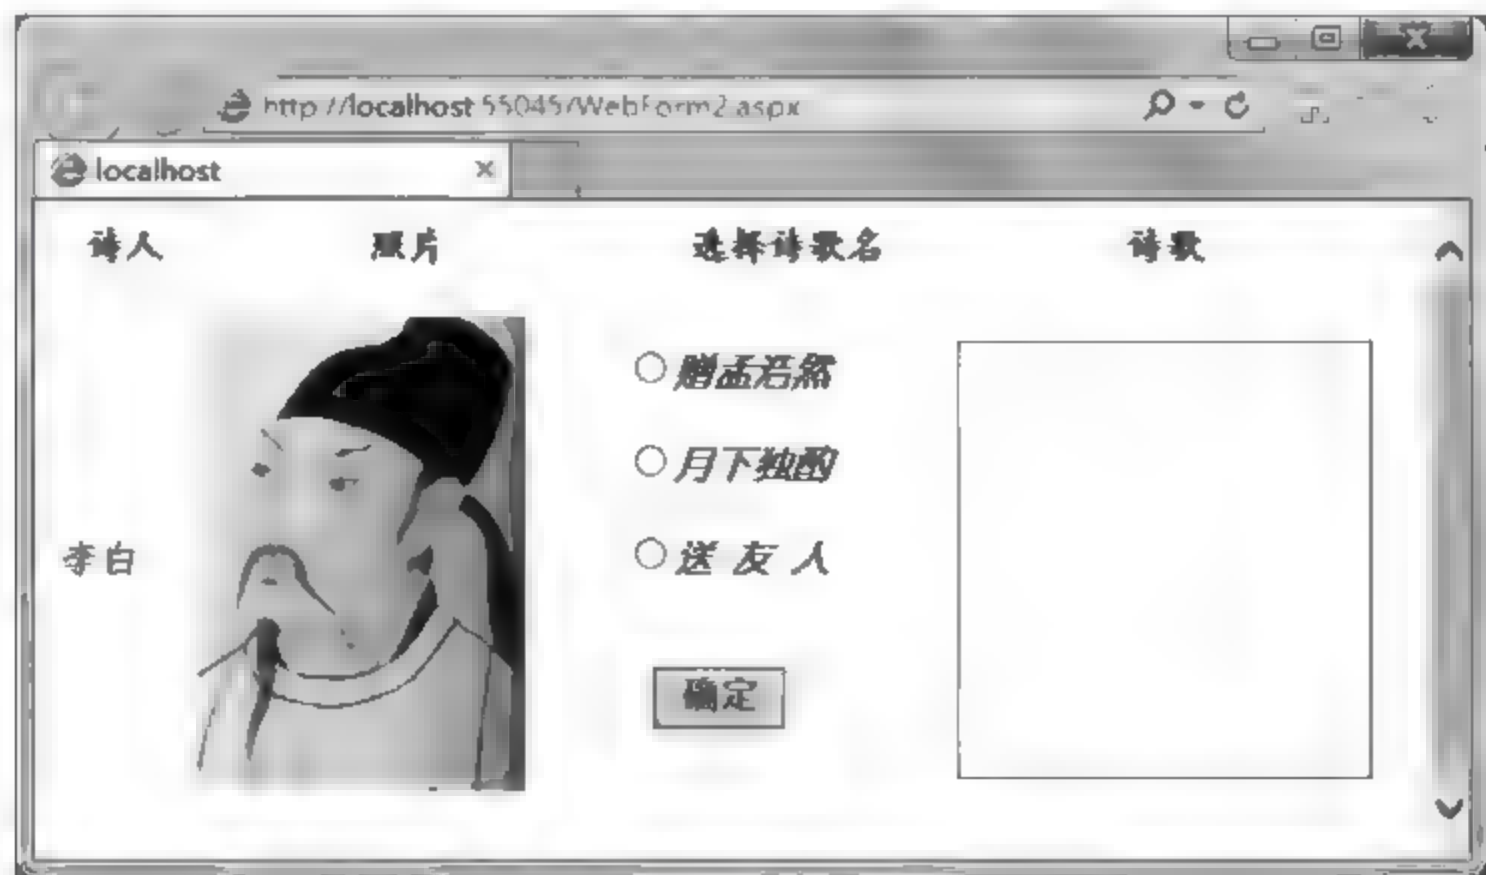 http://localhost:55045/WebForm2.aspx
localhost
诗人 照片 选择诗歌名 诗歌
赠孟浩然
月下独酌
李白
送 友 人
确定